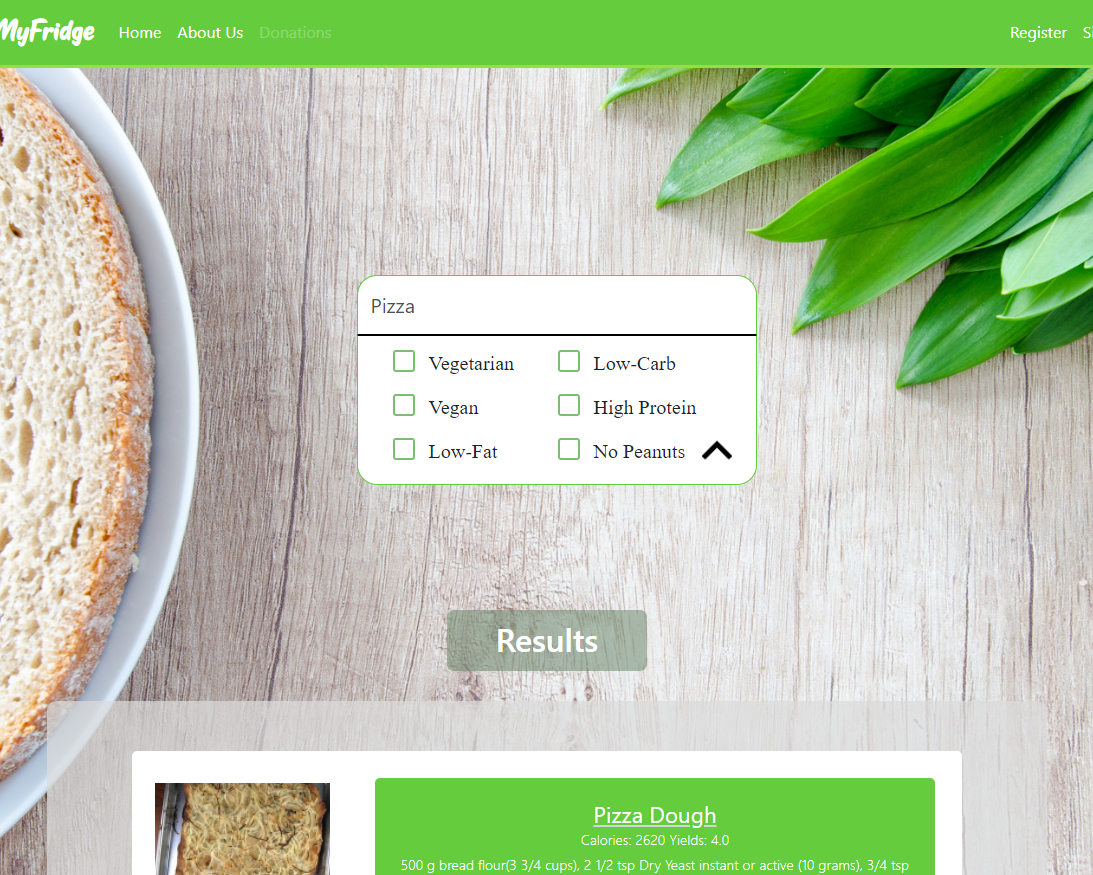 MyFridge Home About Us Donations Register
Pizza
Vegetarian Low-Carb
Vegan High Protein
Low-Fat No Peanuts
Results
Pizza Dough
Calories: 2620 Yields: 4.0
500 g bread flour(3 3/4 cups), 2 1/2 tsp Dry Yeast instant or active (10 grams), 3/4 tsp